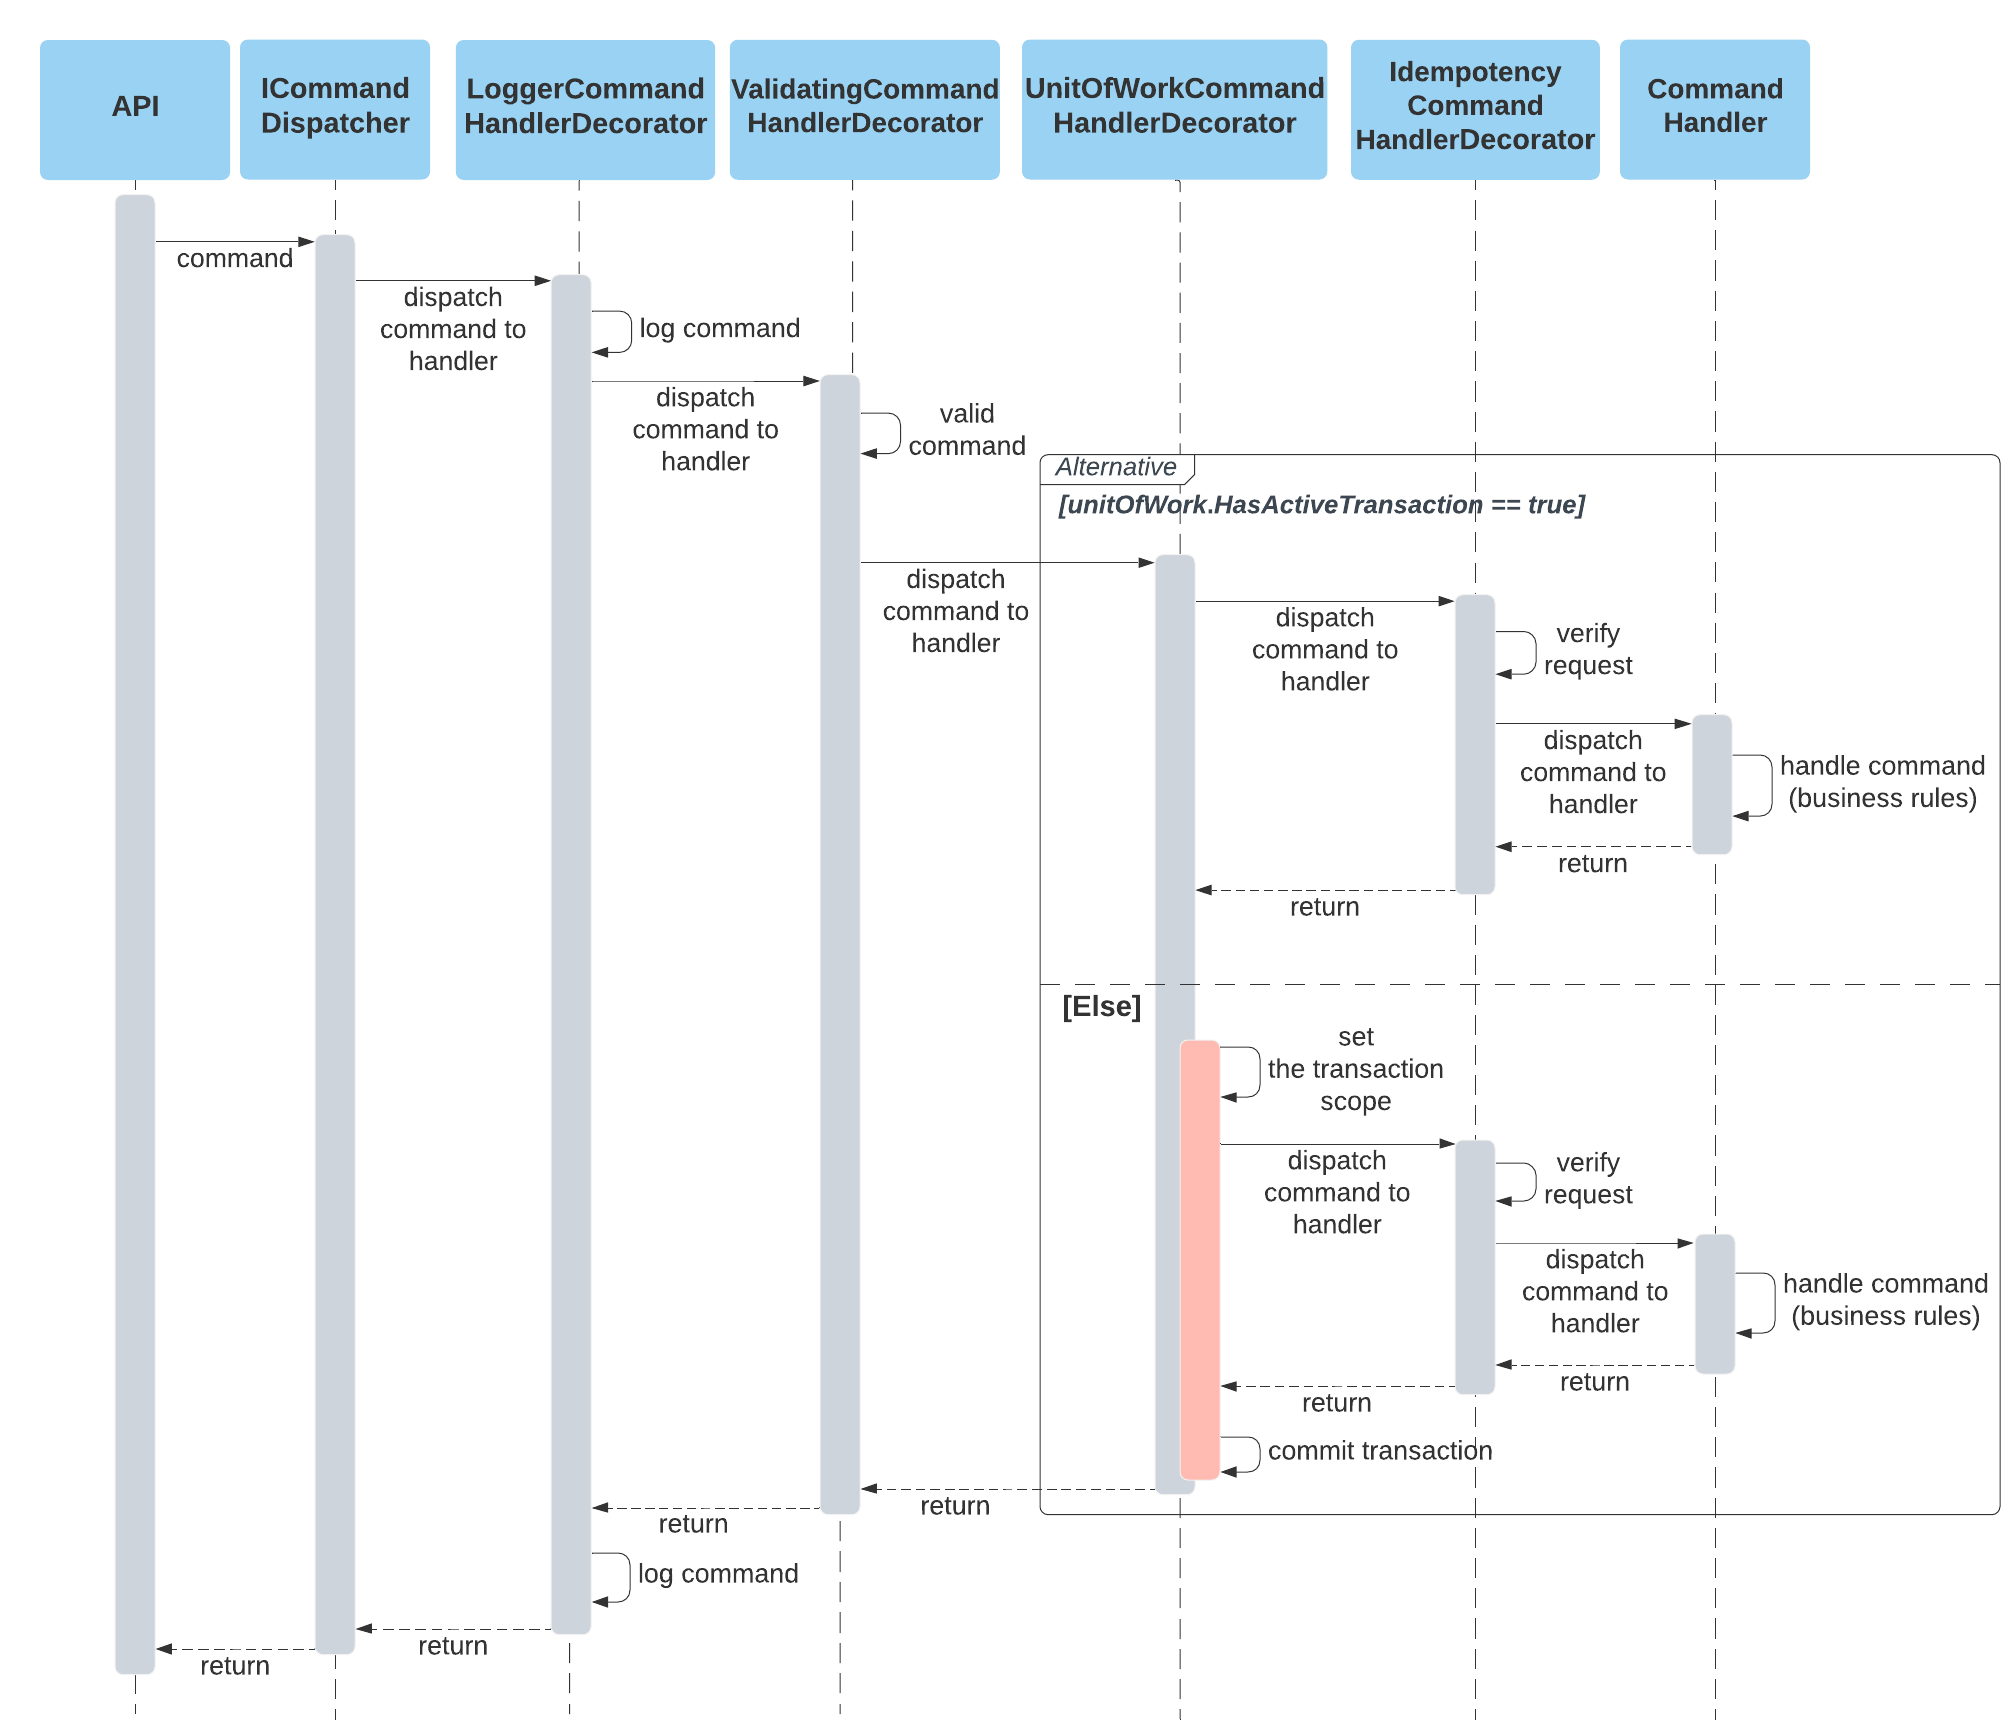 API
ICommand
Dispatcher
LoggerCommand
HandlerDecorator
ValidatingCommand
HandlerDecorator
UnitOfWorkCommand
HandlerDecorator
Idempotency
Command
HandlerDecorator
Command
Handler
command
dispatch
command to
handler
log command
dispatch
command to
handler
valid
command
Alternative
[unitOfWork.HasActiveTransaction == true]
dispatch
command to
handler
dispatch
command to
handler
verify
request
dispatch
command to
handler
handle command
(business rules)
return
return
[Else]
set
the transaction
scope
dispatch
command to
handler
verify
request
dispatch
command to
handler
handle command
(business rules)
return
return
commit transaction
return
return
log command
return
return